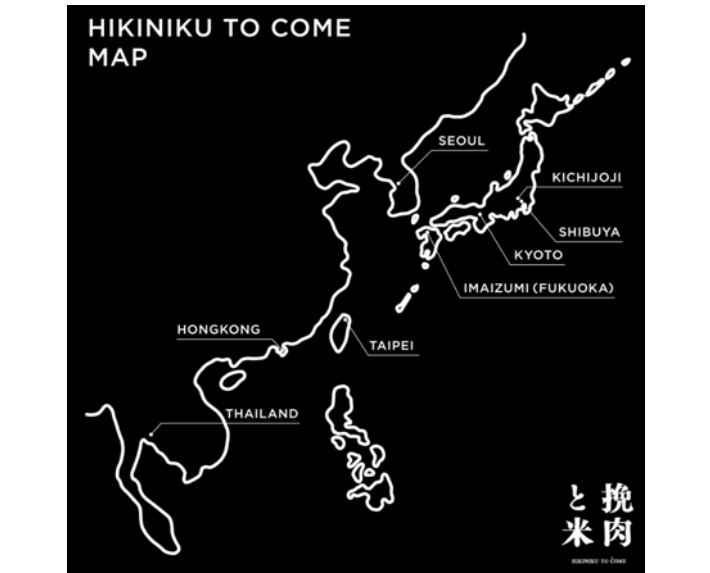 HIKINIKU TO COME
MAP
SEOUL
KICHIJOJI
SHIBUYA
KYOTO
IMAIZUMI (FUKUOKA)
HONGKONG
TAIPEI
THAILAND
挽肉
と米
HIKINIKU TO COME